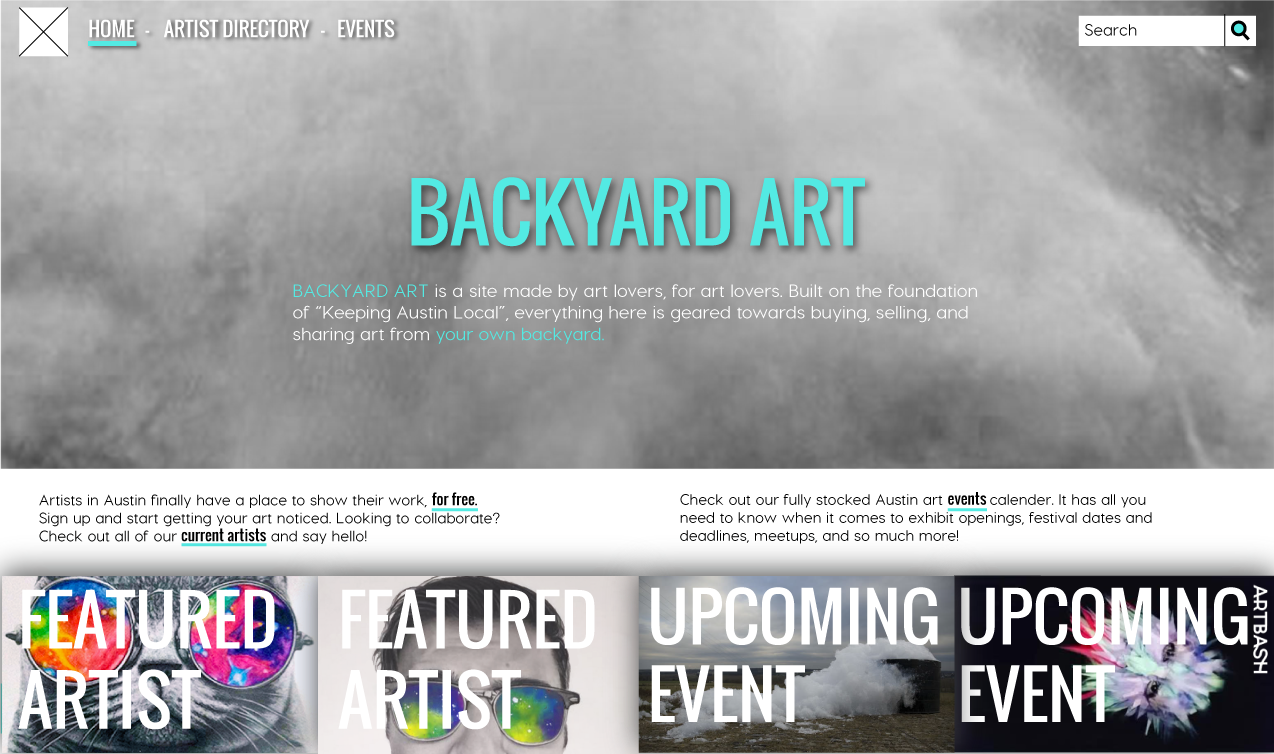 HOME - ARTIST DIRECTORY - EVENTS
Search
BACKYARD ART
BACKYARD ART is a site made by art lovers, for art lovers. Built on the foundation
of “Keeping Austin Local”, everything here is geared towards buying, selling, and
sharing art from your own backyard.
Artists in Austin finally have a place to show their work, for free.
Sign up and start getting your art noticed. Looking to collaborate?
Check out all of our current artists and say hello!
Check out our fully stocked Austin art events calender. It has all you
need to know when it comes to exhibit openings, festival dates and
deadlines, meetups, and so much more!
FEATURED
ARTIST
FEATURED
ARTIST
UPCOMING
EVENT
UPCOMING
EVENT
ARTBASH